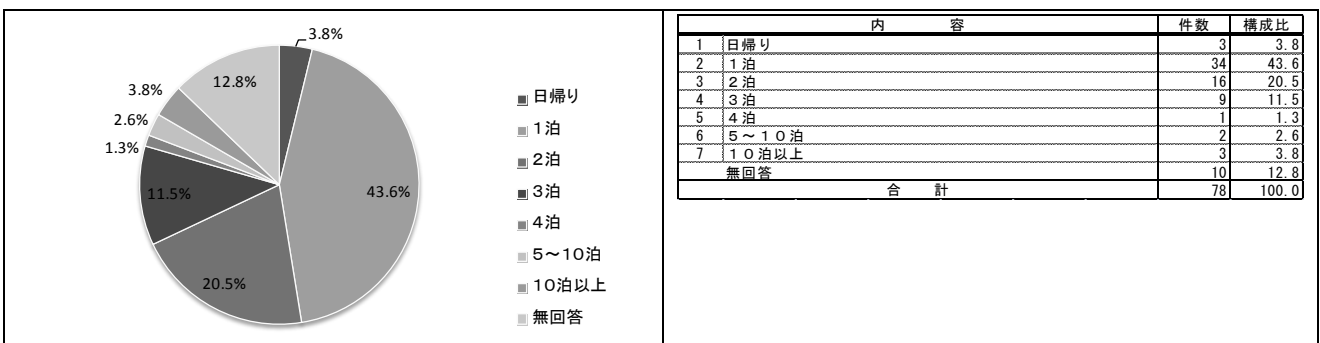 3.8%
43.6%
20.5%
11.5%
1.3%
2.6%
3.8%
12.8%
日帰り
1泊
2泊
3泊
4泊
5～10泊
10泊以上
無回答
内 容 件数 構成比
1 日帰り 3 3.8
2 １泊 34 43.6
3 ２泊 16 20.5
4 ３泊 9 11.5
5 ４泊 1 1.3
6 ５～１０泊 2 2.6
7 １０泊以上 3 3.8
無回答 10 12.8
合 計 78 100.0